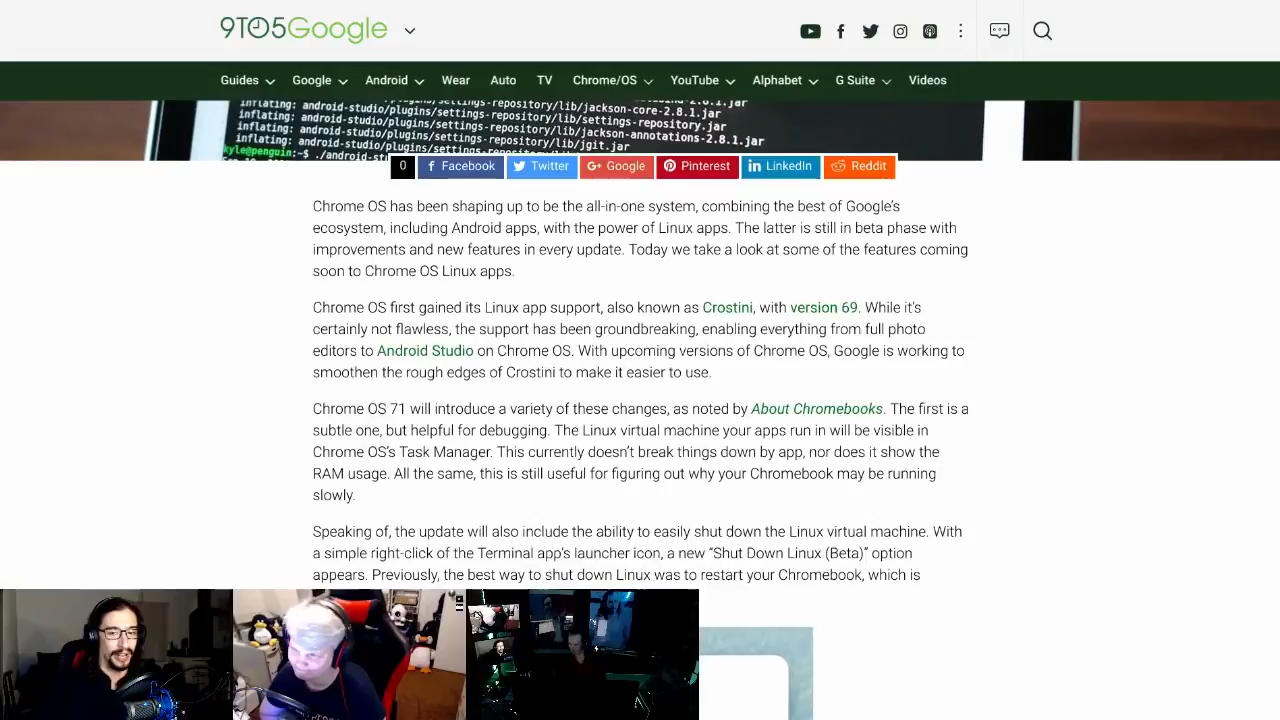 9TO5Google
Guides Google Android Wear Auto TV Chrome/OS YouTube Alphabet G Suite Videos
inflating: android-studio/plugins/settings-repository/lib/jackson-core-2.8.1.jar
inflating: android-studio/plugins/settings-repository/lib/settings-repository.jar
inflating: android-studio/plugins/settings-repository/lib/jackson-annotations-2.8.1.jar
inflating: android-studio/plugins/settings-repository/lib/jgit.jar
kyle@penguin:~$ ./android-st
0 Facebook Twitter G+ Google Pinterest LinkedIn Reddit
Chrome OS has been shaping up to be the all-in-one system, combining the best of Google's
ecosystem, including Android apps, with the power of Linux apps. The latter is still in beta phase with
improvements and new features in every update. Today we take a look at some of the features coming
soon to Chrome OS Linux apps.
Chrome OS first gained its Linux app support, also known as Crostini, with version 69. While it's
certainly not flawless, the support has been groundbreaking, enabling everything from full photo
editors to Android Studio on Chrome OS. With upcoming versions of Chrome OS, Google is working to
smoothen the rough edges of Crostini to make it easier to use.
Chrome OS 71 will introduce a variety of these changes, as noted by About Chromebooks. The first is a
subtle one, but helpful for debugging. The Linux virtual machine your apps run in will be visible in
Chrome OS's Task Manager. This currently doesn't break things down by app, nor does it show the
RAM usage. All the same, this is still useful for figuring out why your Chromebook may be running
slowly.
Speaking of, the update will also include the ability to easily shut down the Linux virtual machine. With
a simple right-click of the Terminal app's launcher icon, a new “Shut Down Linux (Beta)” option
appears. Previously, the best way to shut down Linux was to restart your Chromebook, which is